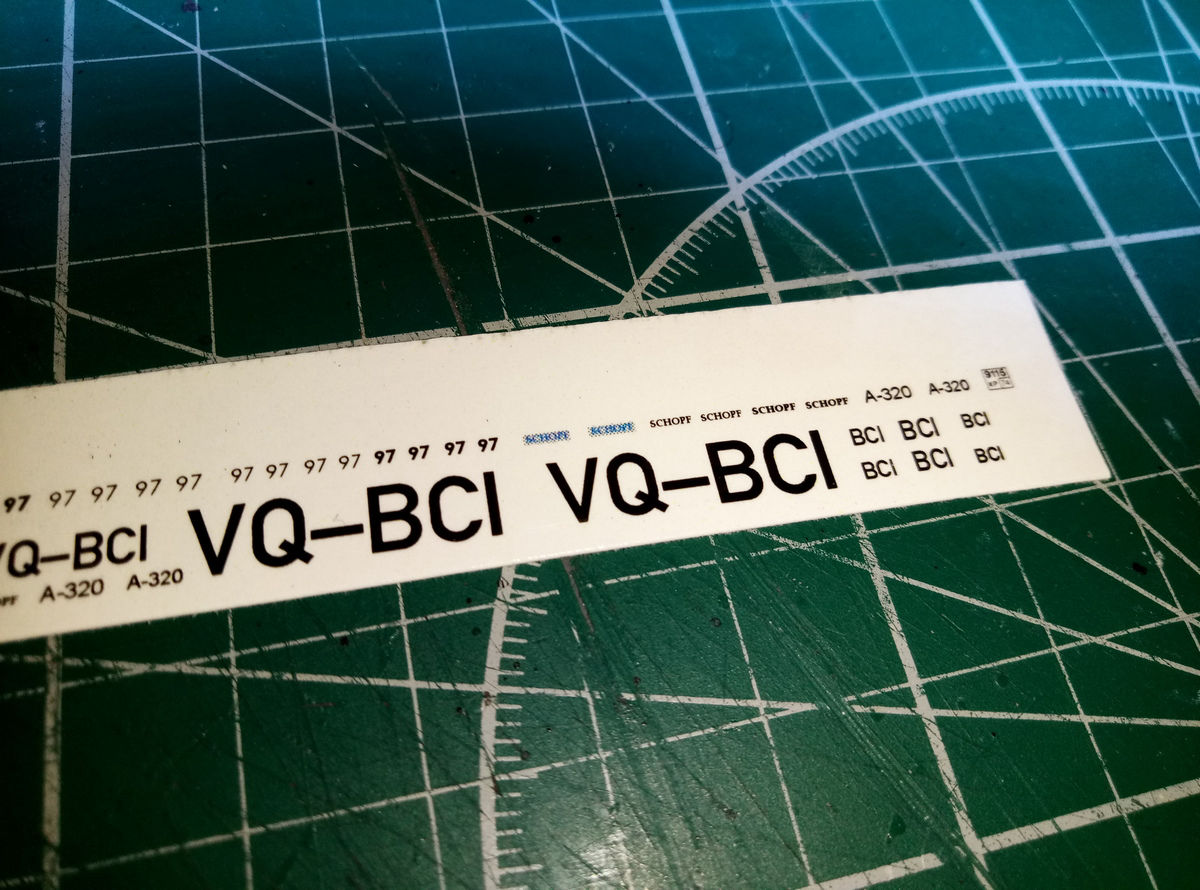 97 97 97 97 97 97 97 97 97 97 97 97 97 SCHOPF SCHOPF SCHOPF SCHOPF SCHOPF SCHOPF A-320 A-320 9115
VQ–BCI VQ–BCI VQ–BCI BCI BCI BCI
BCI BCI BCI
A-320 A-320